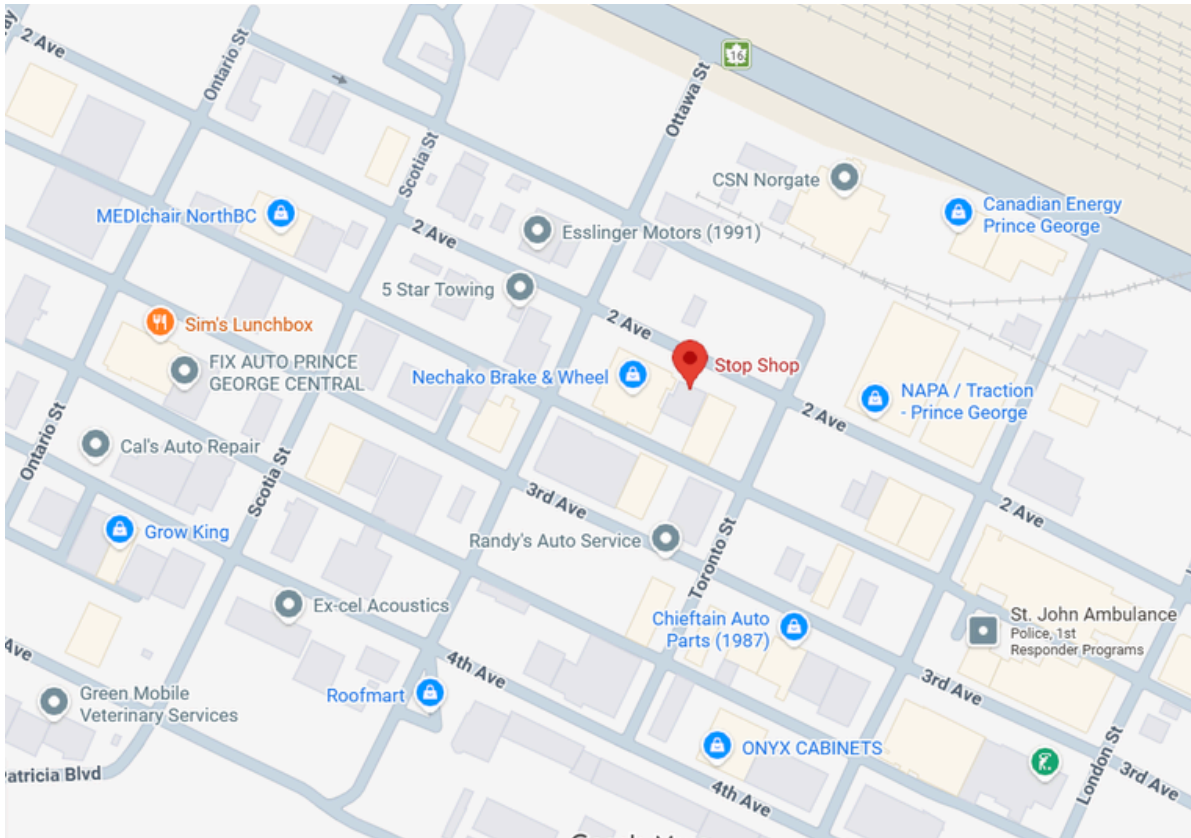 2 Ave
Ontario St
16
Ottawa St
Scotia St
CSN Norgate
MEDIchair NorthBC
Canadian Energy
Prince George
2 Ave
Esslinger Motors (1991)
5 Star Towing
2 Ave
Sim's Lunchbox
Stop Shop
FIX AUTO PRINCE
GEORGE CENTRAL
Nechako Brake & Wheel
NAPA / Traction
- Prince George
2 Ave
Ontario St
Cal's Auto Repair
Scotia St
3rd Ave
2 Ave
Grow King
Randy's Auto Service
Toronto St
Ex-cel Acoustics
Chieftain Auto
Parts (1987)
St. John Ambulance
Police, 1st
Responder Programs
Ave
4th Ave
3rd Ave
Green Mobile
Veterinary Services
Roofmart
ONYX CABINETS
London St
3rd Ave
atricia Blvd
4th Ave